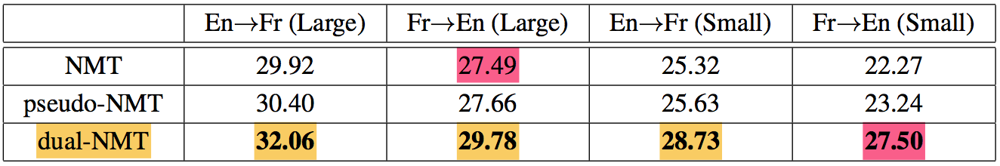 En→Fr (Large) Fr→En (Large) En→Fr (Small) Fr→En (Small)
NMT 29.92 27.49 25.32 22.27
pseudo-NMT 30.40 27.66 25.63 23.24
dual-NMT 32.06 29.78 28.73 27.50